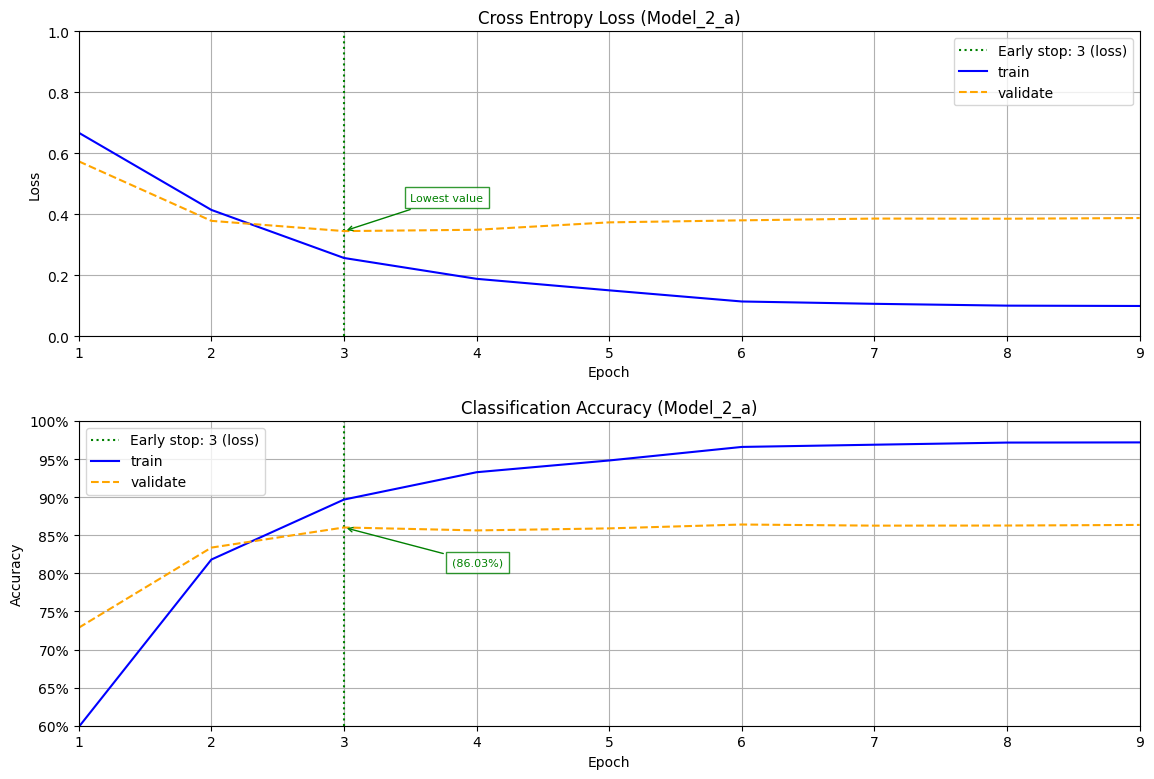 Cross Entropy Loss (Model_2_a)
1.0
0.8
0.6
0.4
0.2
0.0
Loss
Early stop: 3 (loss)
train
validate
Lowest value
1 2 3 4 5 6 7 8 9
Epoch
Classification Accuracy (Model_2_a)
100%
95%
90%
85%
80%
75%
70%
65%
60%
Accuracy
Early stop: 3 (loss)
train
validate
(86.03%)
1 2 3 4 5 6 7 8 9
Epoch